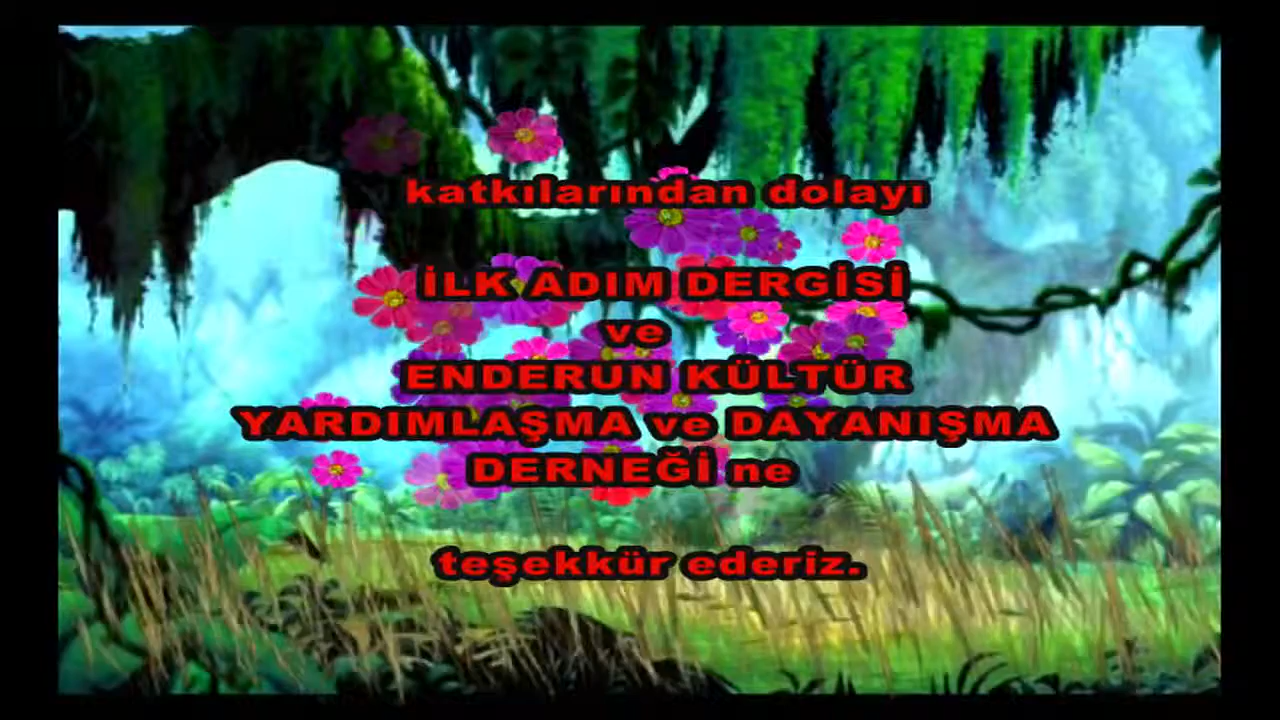 katkılarından dolayı
İLK ADIM DERGİSİ
ve
ENDERUN KÜLTÜR
YARDIMLAŞMA ve DAYANIŞMA
DERNEĞİ ne
teşekkür ederiz.